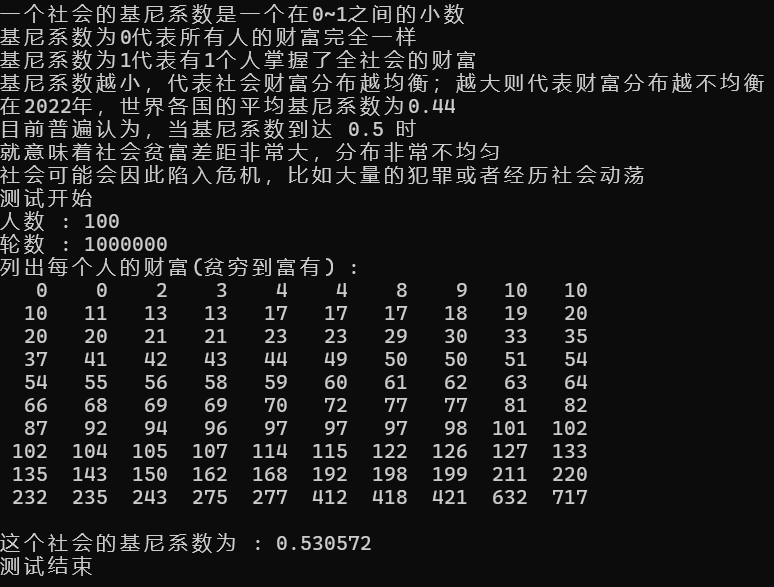 一个社会的基尼系数是一个在0~1之间的小数
基尼系数为0代表所有人的财富完全一样
基尼系数为1代表有1个人掌握了全社会的财富
基尼系数越小，代表社会财富分布越均衡；越大则代表财富分布越不均衡
在2022年，世界各国的平均基尼系数为0.44
目前普遍认为，当基尼系数到达 0.5 时
就意味着社会贫富差距非常大，分布非常不均匀
社会可能会因此陷入危机，比如大量的犯罪或者经历社会动荡
测试开始
人数 : 100
轮数 : 1000000
列出每个人的财富(贫穷到富有) :
0 0 2 3 4 4 8 9 10 10
10 11 13 13 17 17 17 18 19 20
20 20 21 21 23 23 29 30 33 35
37 41 42 43 44 49 50 50 51 54
54 55 56 58 59 60 61 62 63 64
66 68 69 69 70 72 77 77 81 82
87 92 94 96 97 97 97 98 101 102
102 104 105 107 114 115 122 126 127 133
135 143 150 162 168 192 198 199 211 220
232 235 243 275 277 412 418 421 632 717
这个社会的基尼系数为 : 0.530572
测试结束